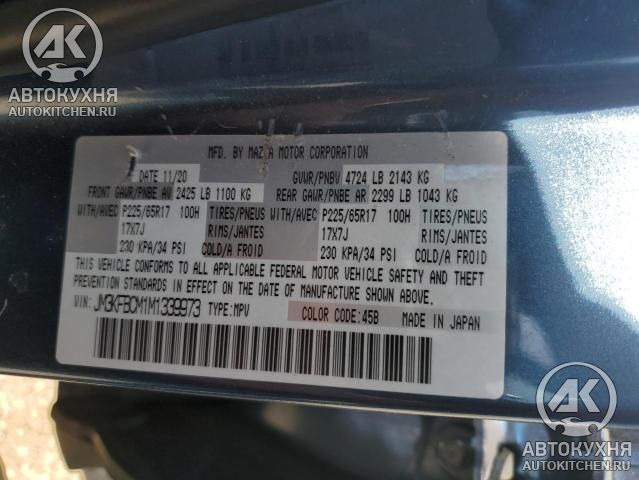 АВТОКУХНЯ
AUTOKITCHEN.RU
MFD. BY MAZDA MOTOR CORPORATION
DATE 11/20 GVWR/PNBV 4724 LB 2143 KG
FRONT GAWR/PNBE AV 2425 LB 1100 KG REAR GAWR/PNBE AR 2299 LB 1043 KG
WITH/AVEC P225/65R17 100H TIRES/PNEUS WITH/AVEC P225/65R17 100H TIRES/PNEUS
17X7J RIMS/JANTES 17X7J RIMS/JANTES
230 KPA/34 PSI COLD/A FROID 230 KPA/34 PSI COLD/A FROID
THIS VEHICLE CONFORMS TO ALL APPLICABLE FEDERAL MOTOR VEHICLE SAFETY AND THEFT
PREVENTION STANDARDS IN EFFECT ON THE DATE OF MANUFACTURE SHOWN ABOVE.
VIN: JM3KFBCM1M1339973 TYPE:MPV COLOR CODE:45B MADE IN JAPAN
АК
АВТОКУХНЯ
AUTOKITCHEN.RU